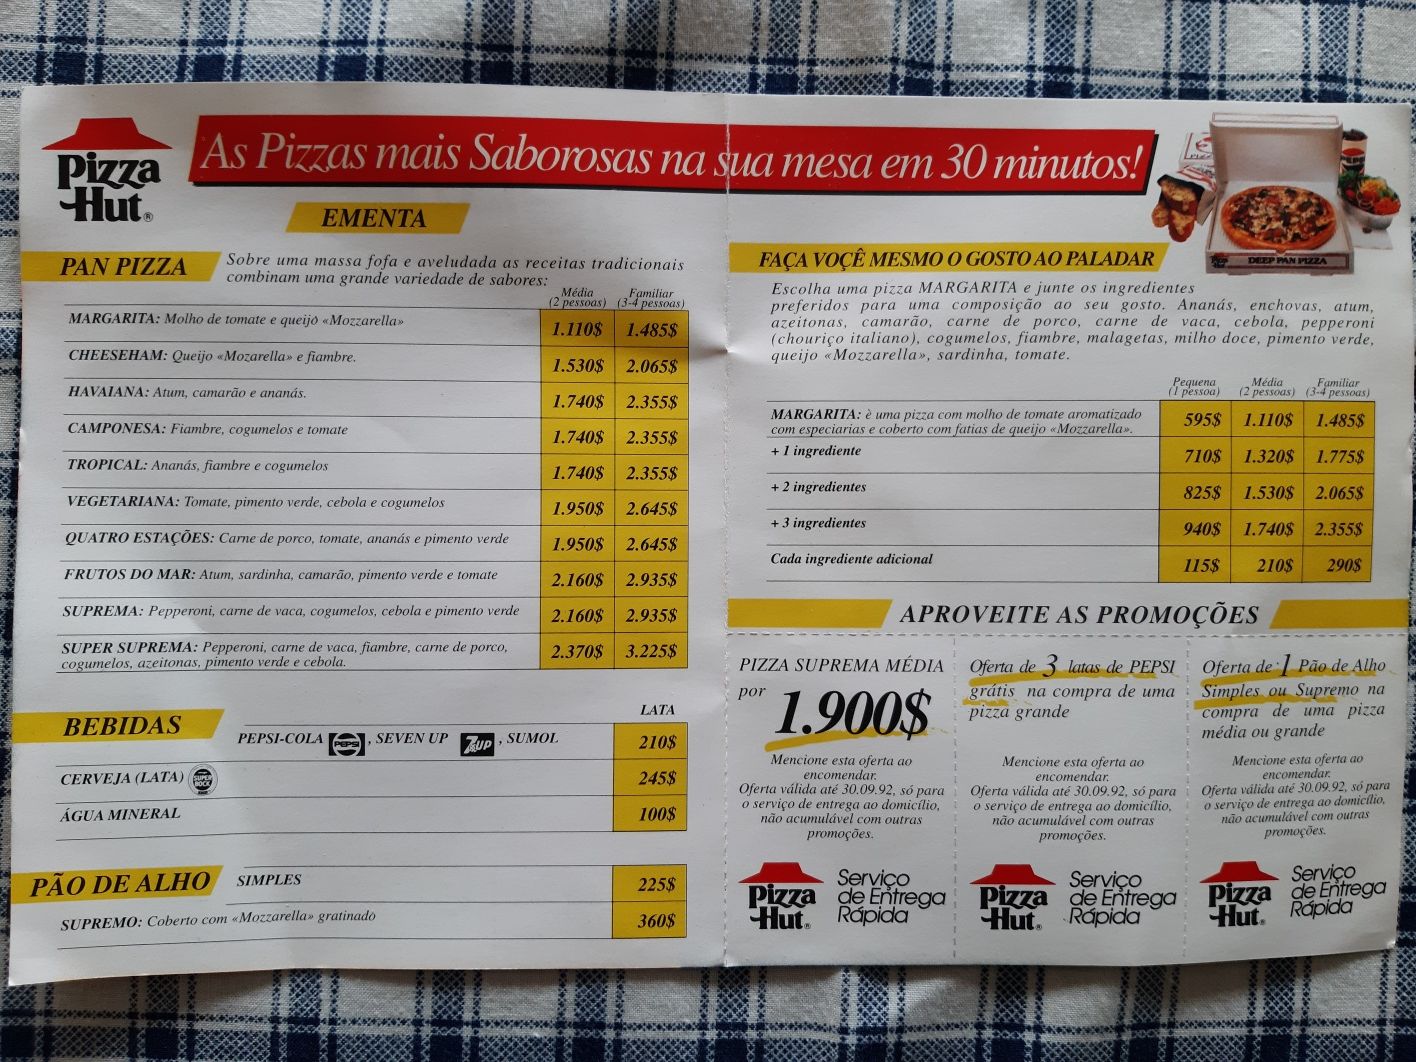 Pizza
Hut®
As Pizzas mais Saborosas na sua mesa em 30 minutos!
EMENTA
PAN PIZZA
Sobre uma massa fofa e aveludada as receitas tradicionais
combinam uma grande variedade de sabores:
Média Familiar
(2 pessoas) (3-4 pessoas)
MARGARITA: Molho de tomate e queijo «Mozzarella» 1.110$ 1.485$
CHEESEHAM: Queijo «Mozarella» e fiambre. 1.530$ 2.065$
HAVAIANA: Atum, camarão e ananás. 1.740$ 2.355$
CAMPONESA: Fiambre, cogumelos e tomate 1.740$ 2.355$
TROPICAL: Ananás, fiambre e cogumelos 1.740$ 2.355$
VEGETARIANA: Tomate, pimento verde, cebola e cogumelos 1.950$ 2.645$
QUATRO ESTAÇÕES: Carne de porco, tomate, ananás e pimento verde 1.950$ 2.645$
FRUTOS DO MAR: Atum, sardinha, camarão, pimento verde e tomate 2.160$ 2.935$
SUPREMA: Pepperoni, carne de vaca, cogumelos, cebola e pimento verde 2.160$ 2.935$
SUPER SUPREMA: Pepperoni, carne de vaca, fiambre, carne de porco,
cogumelos, azeitonas, pimento verde e cebola. 2.370$ 3.225$
BEBIDAS
LATA
PEPSI-COLA PEPSI, SEVEN UP 7UP, SUMOL 210$
CERVEJA (LATA) SUPER BOCK 245$
ÁGUA MINERAL 100$
PÃO DE ALHO
SIMPLES 225$
SUPREMO: Coberto com «Mozzarella» gratinado 360$
DEEP PAN PIZZA
FAÇA VOÇÊ MESMO O GOSTO AO PALADAR
Escolha uma pizza MARGARITA e junte os ingredientes
preferidos para uma composição ao seu gosto. Ananás, enchovas, atum,
azeitonas, camarão, carne de porco, carne de vaca, cebola, pepperoni
(chouriço italiano), cogumelos, fiambre, malagetas, milho doce, pimento verde,
queijo «Mozzarella», sardinha, tomate.
Pequena Média Familiar
(1 pessoa) (2 pessoas) (3-4 pessoas)
MARGARITA: è uma pizza com molho de tomate aromatizado
com especiarias e coberto com fatias de queijo «Mozzarella». 595$ 1.110$ 1.485$
+ 1 ingrediente 710$ 1.320$ 1.775$
+ 2 ingredientes 825$ 1.530$ 2.065$
+ 3 ingredientes 940$ 1.740$ 2.355$
Cada ingrediente adicional 115$ 210$ 290$
APROVEITE AS PROMOÇÕES
PIZZA SUPREMA MÉDIA
por 1.900$
Mencione esta oferta ao
encomendar.
Oferta válida até 30.09.92, só para
o serviço de entrega ao domicílio,
não acumulável com outras
promoções.
Pizza
Hut®
Serviço
de Entrega
Rápida
Oferta de 3 latas de PEPSI
grátis na compra de uma
pizza grande
Mencione esta oferta ao
encomendar.
Oferta válida até 30.09.92, só para
o serviço de entrega ao domicílio,
não acumulável com outras
promoções.
Pizza
Hut®
Serviço
de Entrega
Rápida
Oferta de 1 Pão de Alho
Simples ou Supremo na
compra de uma pizza
média ou grande
Mencione esta oferta ao
encomendar.
Oferta válida até 30.09.92, só para
o serviço de entrega ao domicílio,
não acumulável com outras
promoções.
Pizza
Hut®
Serviço
de Entrega
Rápida